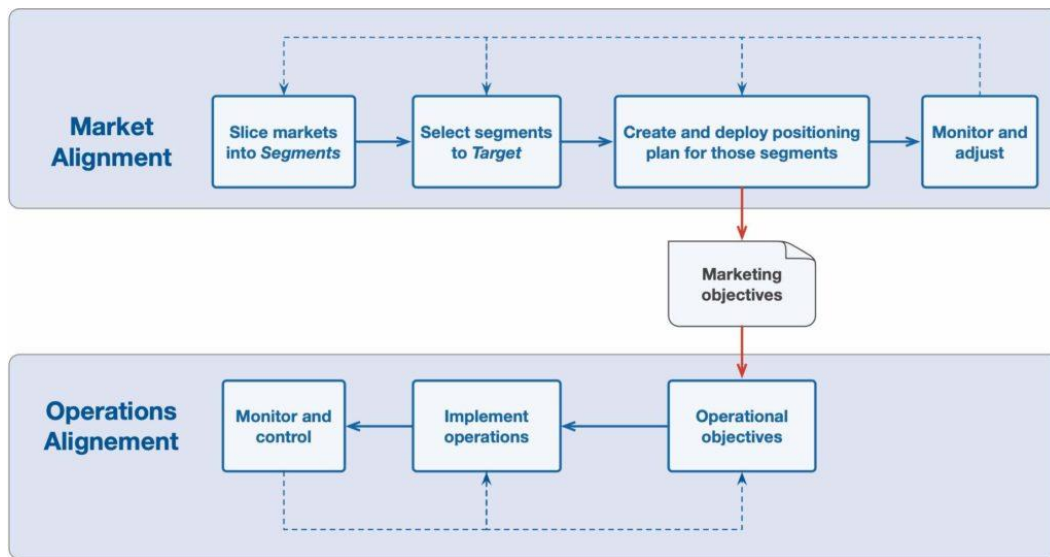 Market
Alignment
Slice markets
into Segments
Select segments
to Target
Create and deploy positioning
plan for those segments
Monitor and
adjust
Marketing
objectives
Operations
Alignement
Monitor and
control
Implement
operations
Operational
objectives